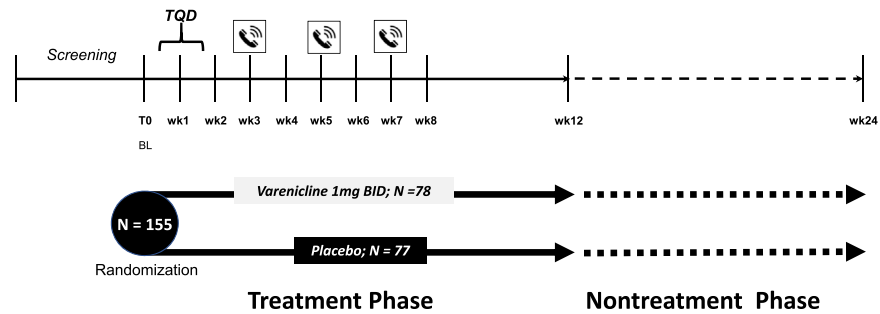 TQD
Screening
T0 wk1 wk2 wk3 wk4 wk5 wk6 wk7 wk8 wk12 wk24
BL
Varenicline 1mg BID; N =78
N = 155
Placebo; N = 77
Randomization
Treatment Phase Nontreatment Phase